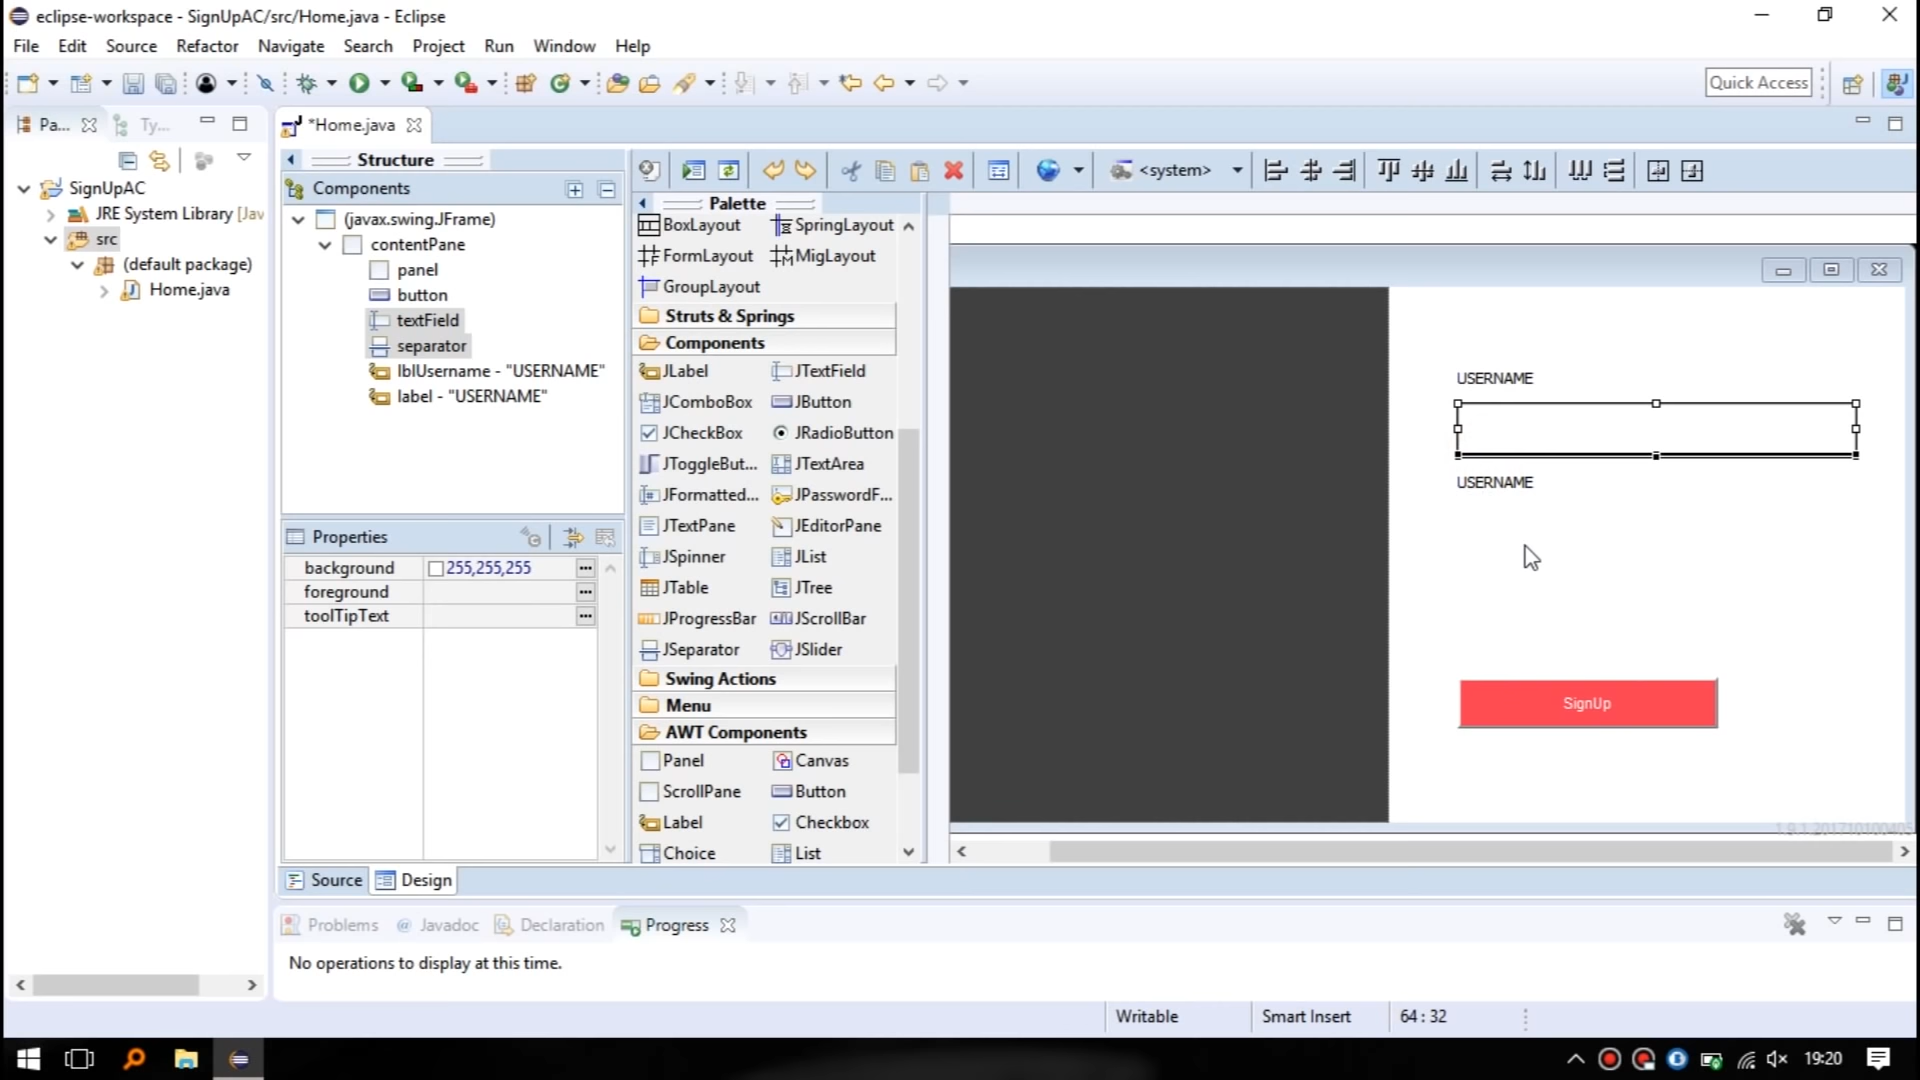 eclipse-workspace - SignUpAC/src/Home.java - Eclipse
File Edit Source Refactor Navigate Search Project Run Window Help
Quick Access
Pa... Ty...
SignUpAC
JRE System Library [Jav
src
(default package)
Home.java
*Home.java
Structure
Components
(javax.swing.JFrame)
contentPane
panel
button
textField
separator
lblUsername - "USERNAME"
label - "USERNAME"
Properties
background 255,255,255
foreground
toolTipText
<system>
Palette
BoxLayout SpringLayout
FormLayout MigLayout
GroupLayout
Struts & Springs
Components
JLabel JTextField
JComboBox JButton
JCheckBox JRadioButton
JToggleBut... JTextArea
JFormatted... JPasswordF...
JTextPane JEditorPane
JSpinner JList
JTable JTree
JProgressBar JScrollBar
JSeparator JSlider
Swing Actions
Menu
AWT Components
Panel Canvas
ScrollPane Button
Label Checkbox
Choice List
USERNAME
USERNAME
SignUp
1.9.1.201710100405
Source Design
Problems Javadoc Declaration Progress
No operations to display at this time.
Writable Smart Insert 64 : 32
19:20